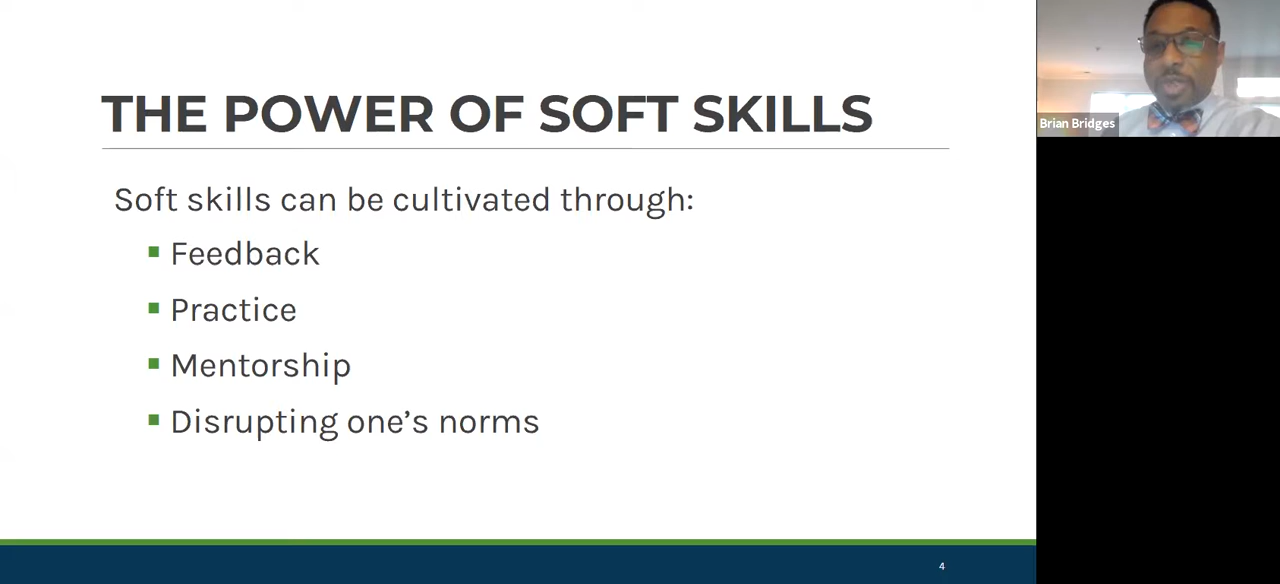 THE POWER OF SOFT SKILLS
Soft skills can be cultivated through:
Feedback
Practice
Mentorship
Disrupting one’s norms
4
Brian Bridges